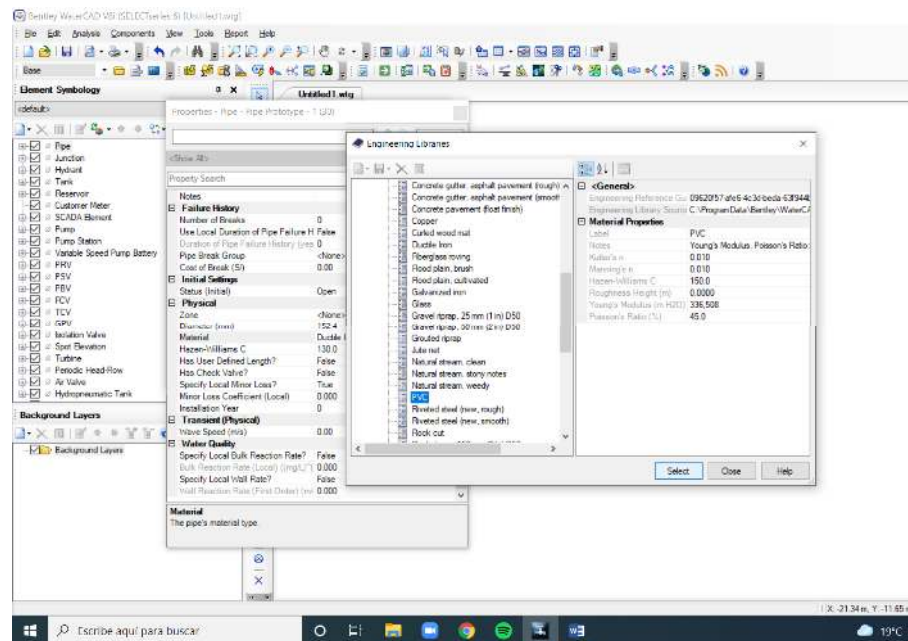 Bentley WaterCAD V8i (SELECTseries 6) [Untitled1.wtg]
File Edit Analysis Components View Tools Report Help
Base
Element Symbology
<default>
Pipe
Junction
Hydrant
Tank
Reservoir
Customer Meter
SCADA Element
Pump
Pump Station
Variable Speed Pump Battery
PRV
PSV
PBV
FCV
TCV
GPV
Isolation Valve
Spot Elevation
Turbine
Periodic Head-Flow
Air Valve
Hydropneumatic Tank
Background Layers
Background Layers
Untitled1.wtg
Properties - Pipe - Pipe Prototype - 1 (30)
<Show All>
Property Search
Notes
Failure History
Number of Breaks 0
Use Local Duration of Pipe Failure H False
Duration of Pipe Failure History (yea 0
Pipe Break Group <None>
Cost of Break ($) 0.00
Initial Settings
Status (Initial) Open
Physical
Zone <None>
Diameter (mm) 152.4
Material Ductile I
Hazen-Williams C 130.0
Has User Defined Length? False
Has Check Valve? False
Specify Local Minor Loss? True
Minor Loss Coefficient (Local) 0.000
Installation Year 0
Transient (Physical)
Wave Speed (m/s) 0.00
Water Quality
Specify Local Bulk Reaction Rate? False
Bulk Reaction Rate (Local) ((mg/L)^( 0.000
Specify Local Wall Rate? False
Wall Reaction Rate (First Order) (m/ 0.000
Material
The pipe's material type.
Engineering Libraries
Concrete gutter, asphalt pavement (rough)
Concrete gutter, asphalt pavement (smooth
Concrete pavement (float finish)
Copper
Curled wood mat
Ductile Iron
Fiberglass roving
Flood plain, brush
Flood plain, cultivated
Galvanized iron
Glass
Gravel riprap, 25 mm (1 in) D50
Gravel riprap, 50 mm (2 in) D50
Grouted riprap
Jute net
Natural stream, clean
Natural stream, stony notes
Natural stream, weedy
PVC
Riveted steel (new, rough)
Riveted steel (new, smooth)
Rock cut
<General>
Engineering Reference Gu
Engineering Library Source C:\ProgramData\Bentley\WaterCA
Material Properties
Label PVC
Notes Young's Modulus, Poisson's Ratio:
Kutter's n 0.010
Manning's n 0.010
Hazen-Williams C 150.0
Roughness Height (m) 0.0000
Young's Modulus (m H2O) 336,508
Poisson's Ratio (%) 45.0
Select Close Help
X: -21.34 m, Y: -11.65
Escribe aquí para buscar
19°C